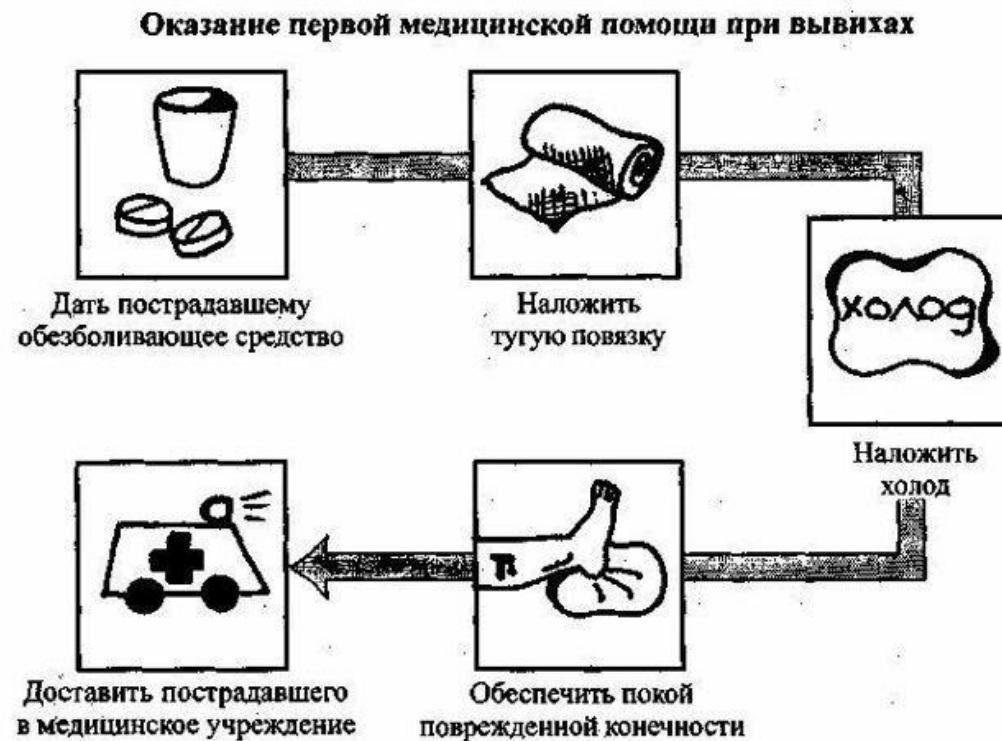 Оказание первой медицинской помощи при вывихах
Дать пострадавшему
обезболивающее средство
Наложить
тугую повязку
холод
Наложить
холод
Обеспечить покой
поврежденной конечности
Доставить пострадавшего
в медицинское учреждение